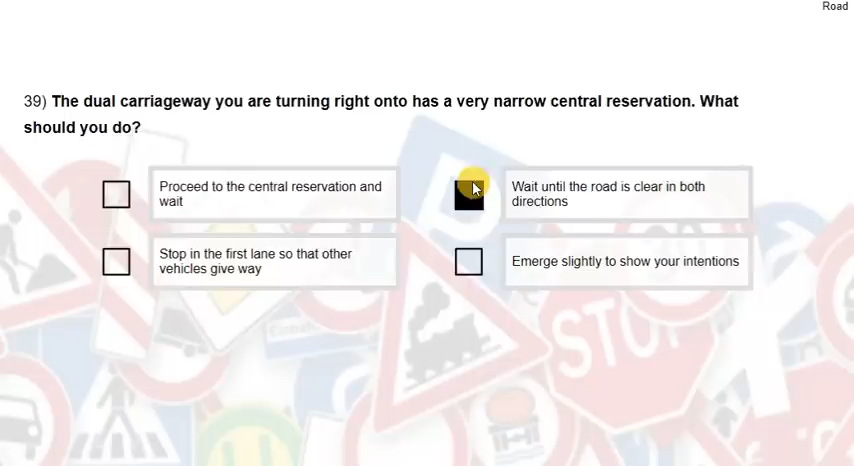 Road
39) The dual carriageway you are turning right onto has a very narrow central reservation. What
should you do?
Proceed to the central reservation and
wait
Wait until the road is clear in both
directions
Stop in the first lane so that other
vehicles give way
Emerge slightly to show your intentions
STOP